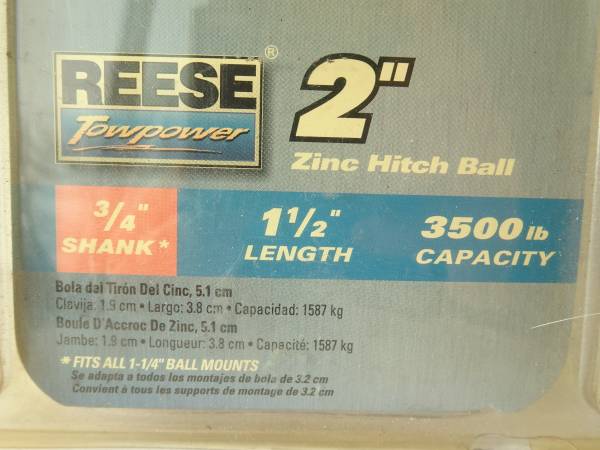 REESE®
Towpower
2"
Zinc Hitch Ball
3/4"
SHANK*
1 1/2"
LENGTH
3500 lb
CAPACITY
Bola dal Tirón Del Cinc, 5.1 cm
Clavija: 1.9 cm • Largo: 3.8 cm • Capacidad: 1587 kg
Boule D'Accroc De Zinc, 5.1 cm
Jambe: 1.9 cm • Longueur: 3.8 cm • Capacité: 1587 kg
* FITS ALL 1-1/4" BALL MOUNTS
Se adapta a todos los montajes de bola de 3.2 cm
Convient à tous les supports de montage de 3.2 cm